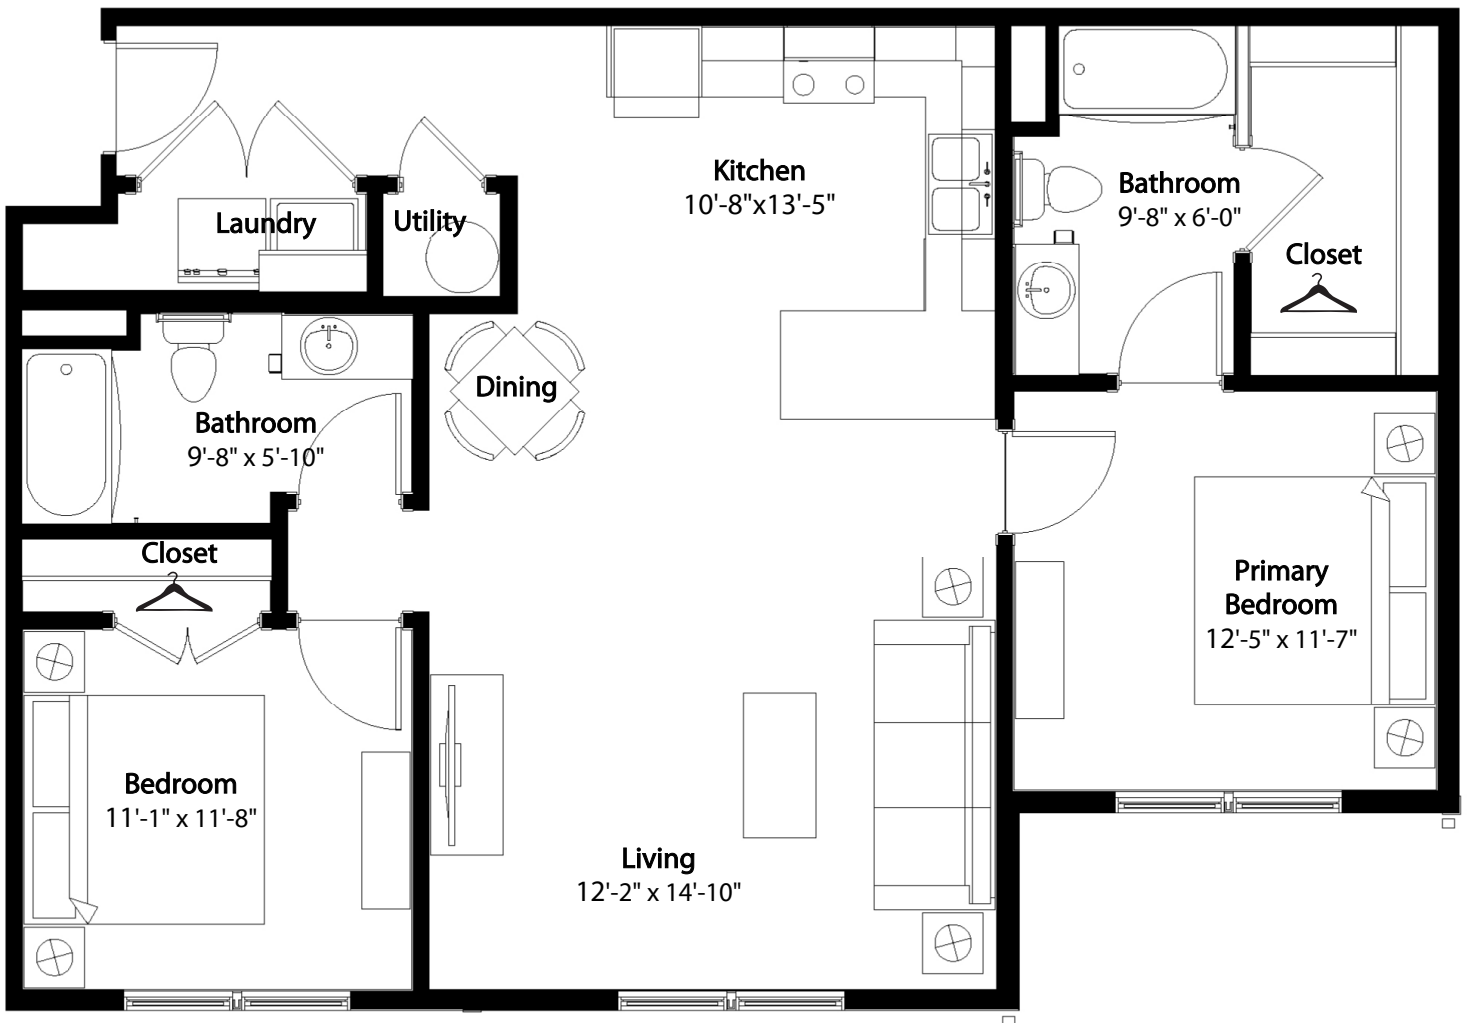 Kitchen
10'-8"x13'-5"
Bathroom
9'-8" x 6'-0"
Laundry
Utility
Closet
Dining
Bathroom
9'-8" x 5'-10"
Closet
Primary
Bedroom
12'-5" x 11'-7"
Bedroom
11'-1" x 11'-8"
Living
12'-2" x 14'-10"